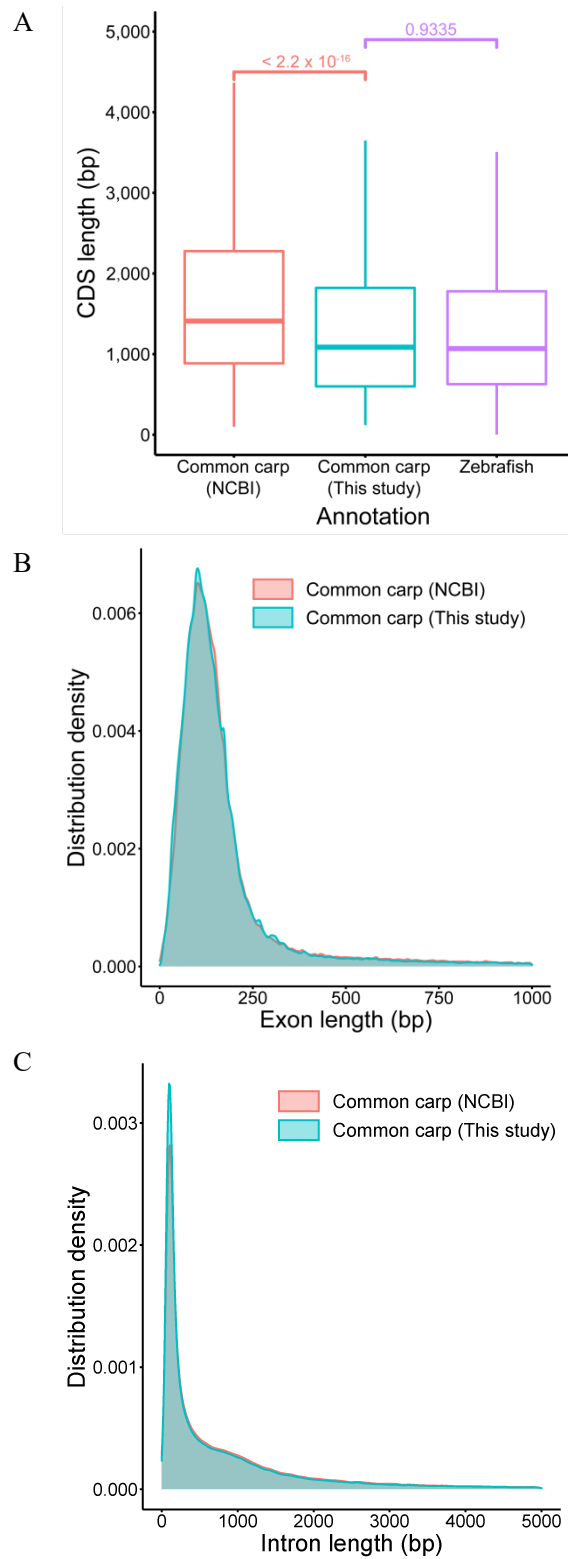 A
5,000
4,000
3,000
2,000
1,000
0
CDS length (bp)
< 2.2 x 10-16
0.9335
Common carp
(NCBI)
Common carp
(This study)
Zebrafish
Annotation
B
0.006
0.004
0.002
0.000
Distribution density
Common carp (NCBI)
Common carp (This study)
0
250
500
750
1000
Exon length (bp)
C
0.003
0.002
0.001
0.000
Distribution density
Common carp (NCBI)
Common carp (This study)
0
1000
2000
3000
4000
5000
Intron length (bp)